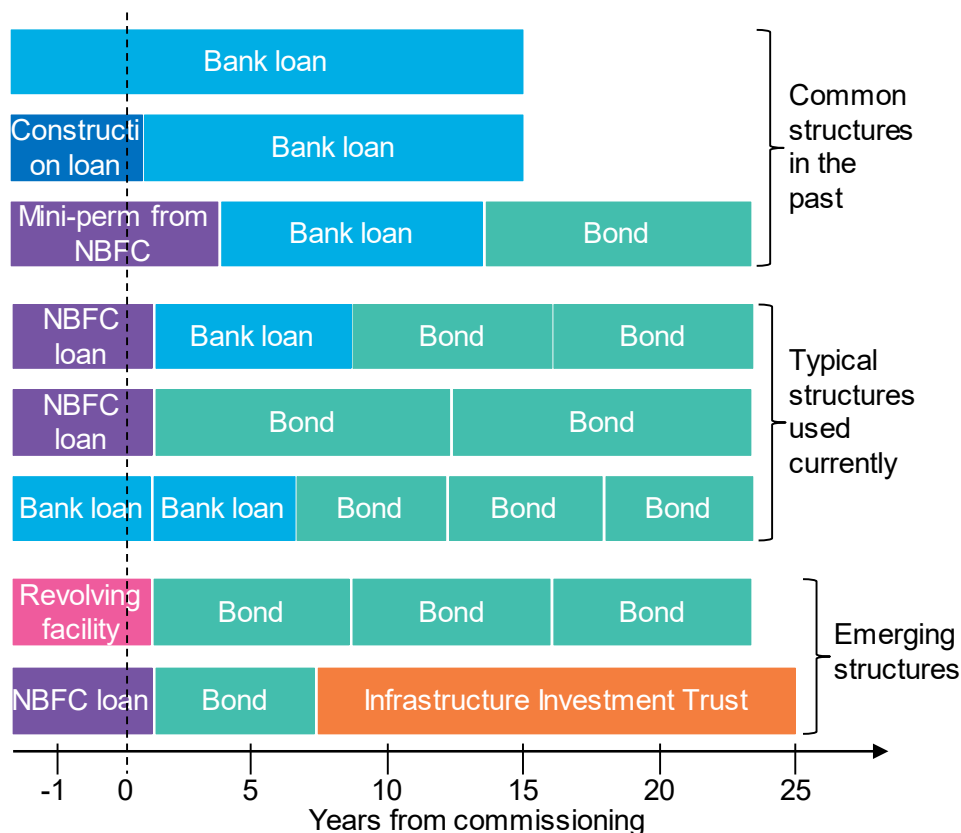 Bank loan
Common
structures
in the
past
Constructi
on loan
Bank loan
Mini-perm from
NBFC
Bank loan
Bond
NBFC
loan
Bank loan
Bond
Bond
Typical
structures
used
currently
NBFC
loan
Bond
Bond
Bank loan
Bank loan
Bond
Bond
Bond
Revolving
facility
Bond
Bond
Bond
Emerging
structures
NBFC loan
Bond
Infrastructure Investment Trust
-1 0 5 10 15 20 25
Years from commissioning